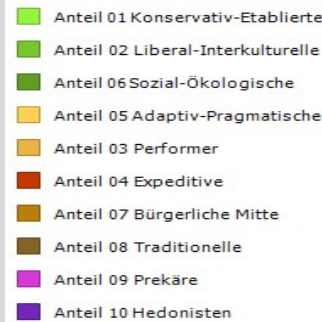 Anteil 01 Konservativ-Etablierte
Anteil 02 Liberal-Interkulturelle
Anteil 06 Sozial-Ökologische
Anteil 05 Adaptiv-Pragmatische
Anteil 03 Performer
Anteil 04 Expeditive
Anteil 07 Bürgerliche Mitte
Anteil 08 Traditionelle
Anteil 09 Prekäre
Anteil 10 Hedonisten